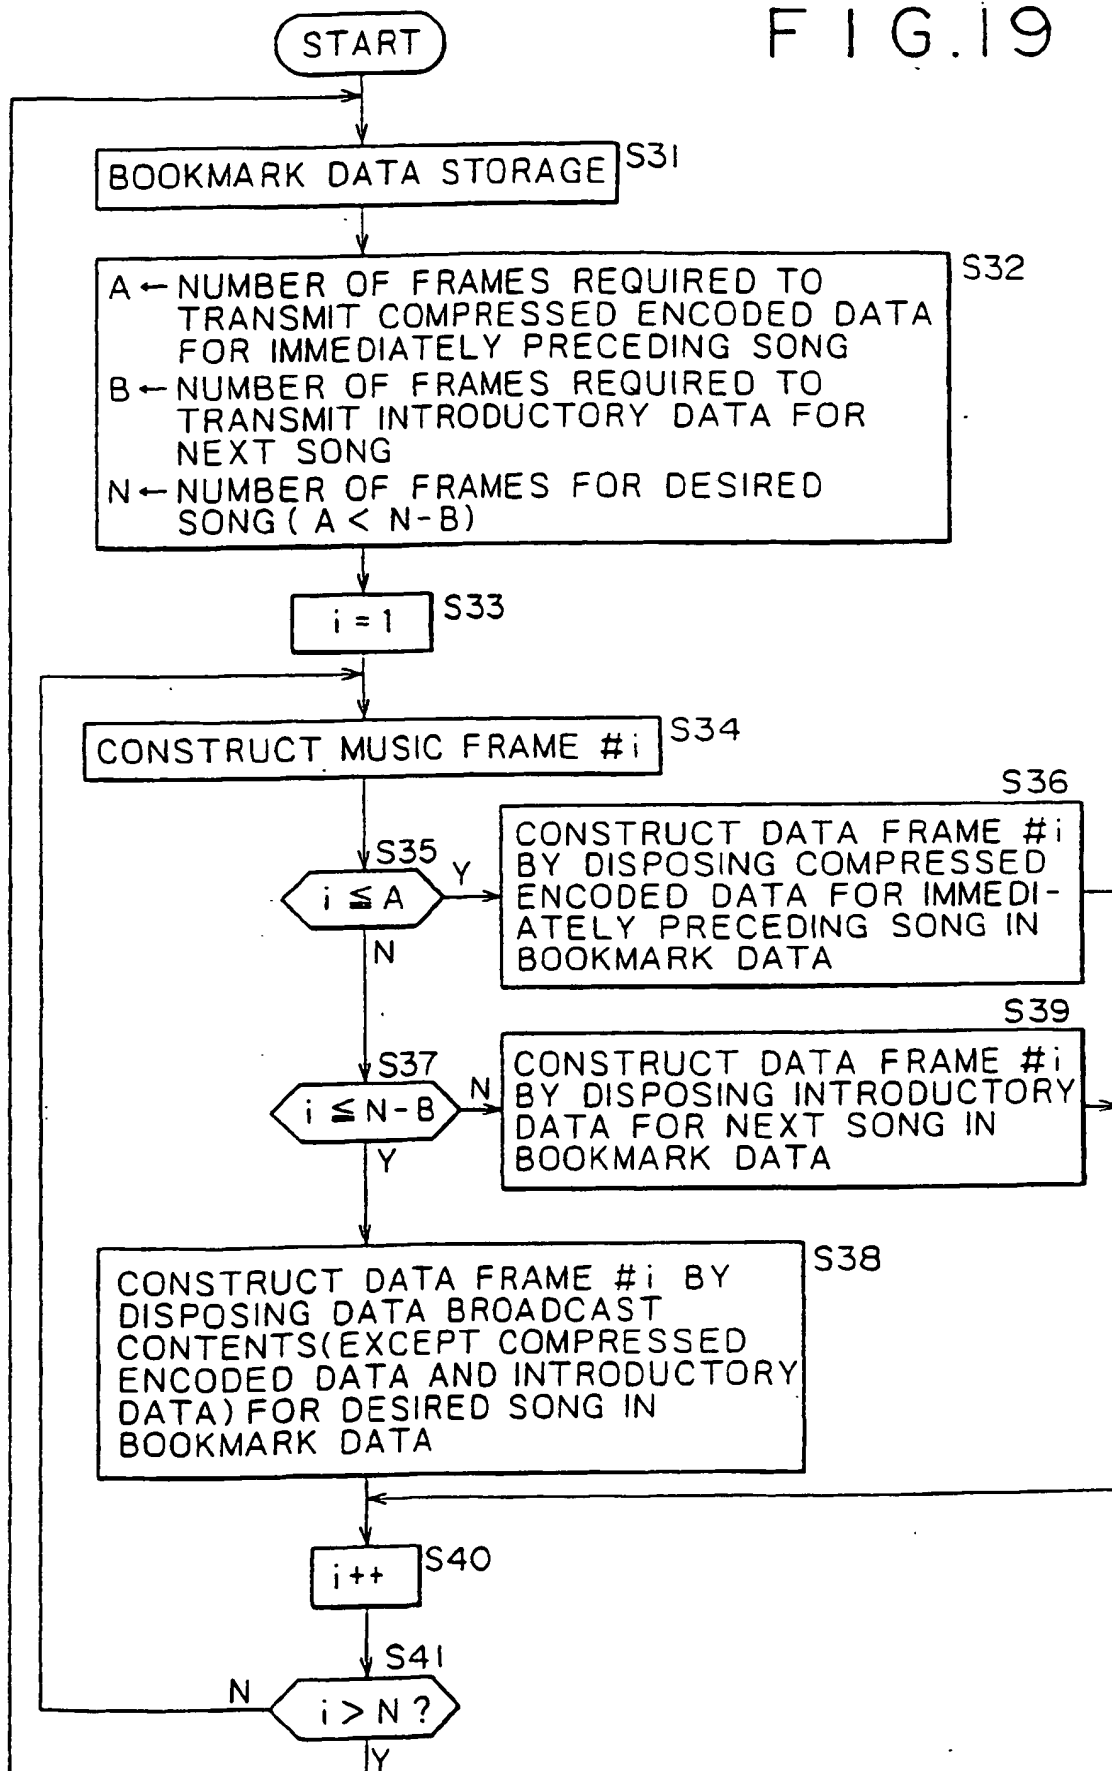 FIG.19
START
BOOKMARK DATA STORAGE
S31
S32
A ← NUMBER OF FRAMES REQUIRED TO
TRANSMIT COMPRESSED ENCODED DATA
FOR IMMEDIATELY PRECEDING SONG
B ← NUMBER OF FRAMES REQUIRED TO
TRANSMIT INTRODUCTORY DATA FOR
NEXT SONG
N ← NUMBER OF FRAMES FOR DESIRED
SONG ( A < N-B)
i = 1
S33
CONSTRUCT MUSIC FRAME #i
S34
S35
i ≦ A
Y
N
S36
CONSTRUCT DATA FRAME #i
BY DISPOSING COMPRESSED
ENCODED DATA FOR IMMEDI-
ATELY PRECEDING SONG IN
BOOKMARK DATA
S37
i ≦ N-B
N
Y
S39
CONSTRUCT DATA FRAME #i
BY DISPOSING INTRODUCTORY
DATA FOR NEXT SONG IN
BOOKMARK DATA
S38
CONSTRUCT DATA FRAME #i BY
DISPOSING DATA BROADCAST
CONTENTS(EXCEPT COMPRESSED
ENCODED DATA AND INTRODUCTORY
DATA) FOR DESIRED SONG IN
BOOKMARK DATA
i++
S40
S41
i > N ?
N
Y